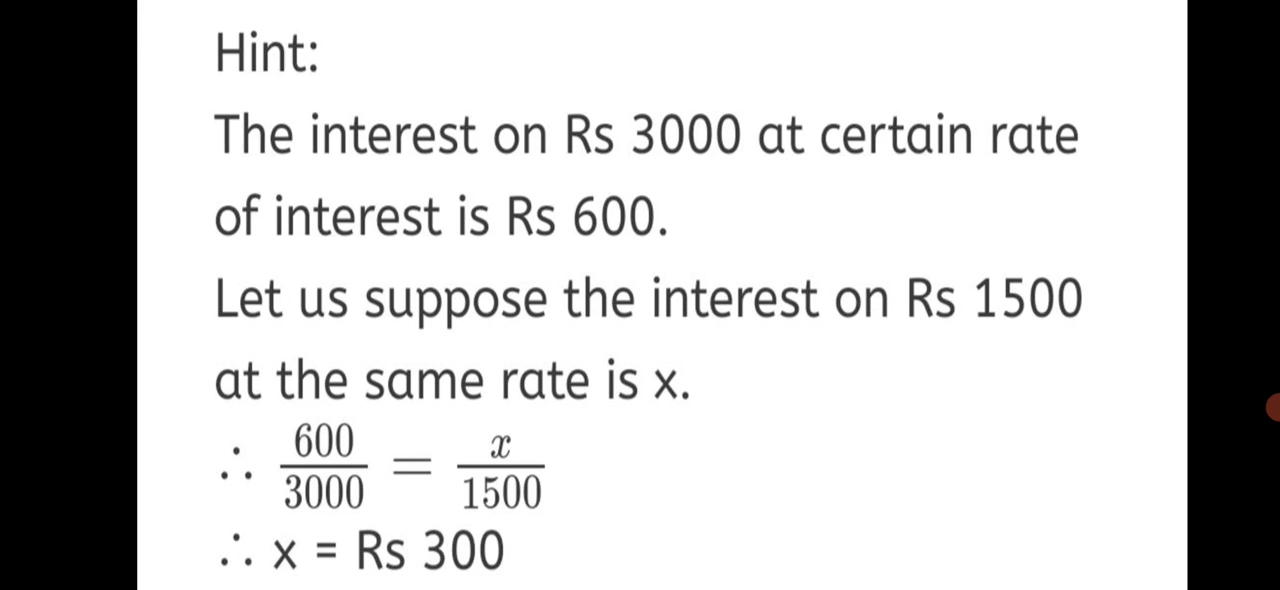 Hint:
The interest on Rs 3000 at certain rate
of interest is Rs 600.
Let us suppose the interest on Rs 1500
at the same rate is x.
∴ 600/3000 = x/1500
∴ x = Rs 300